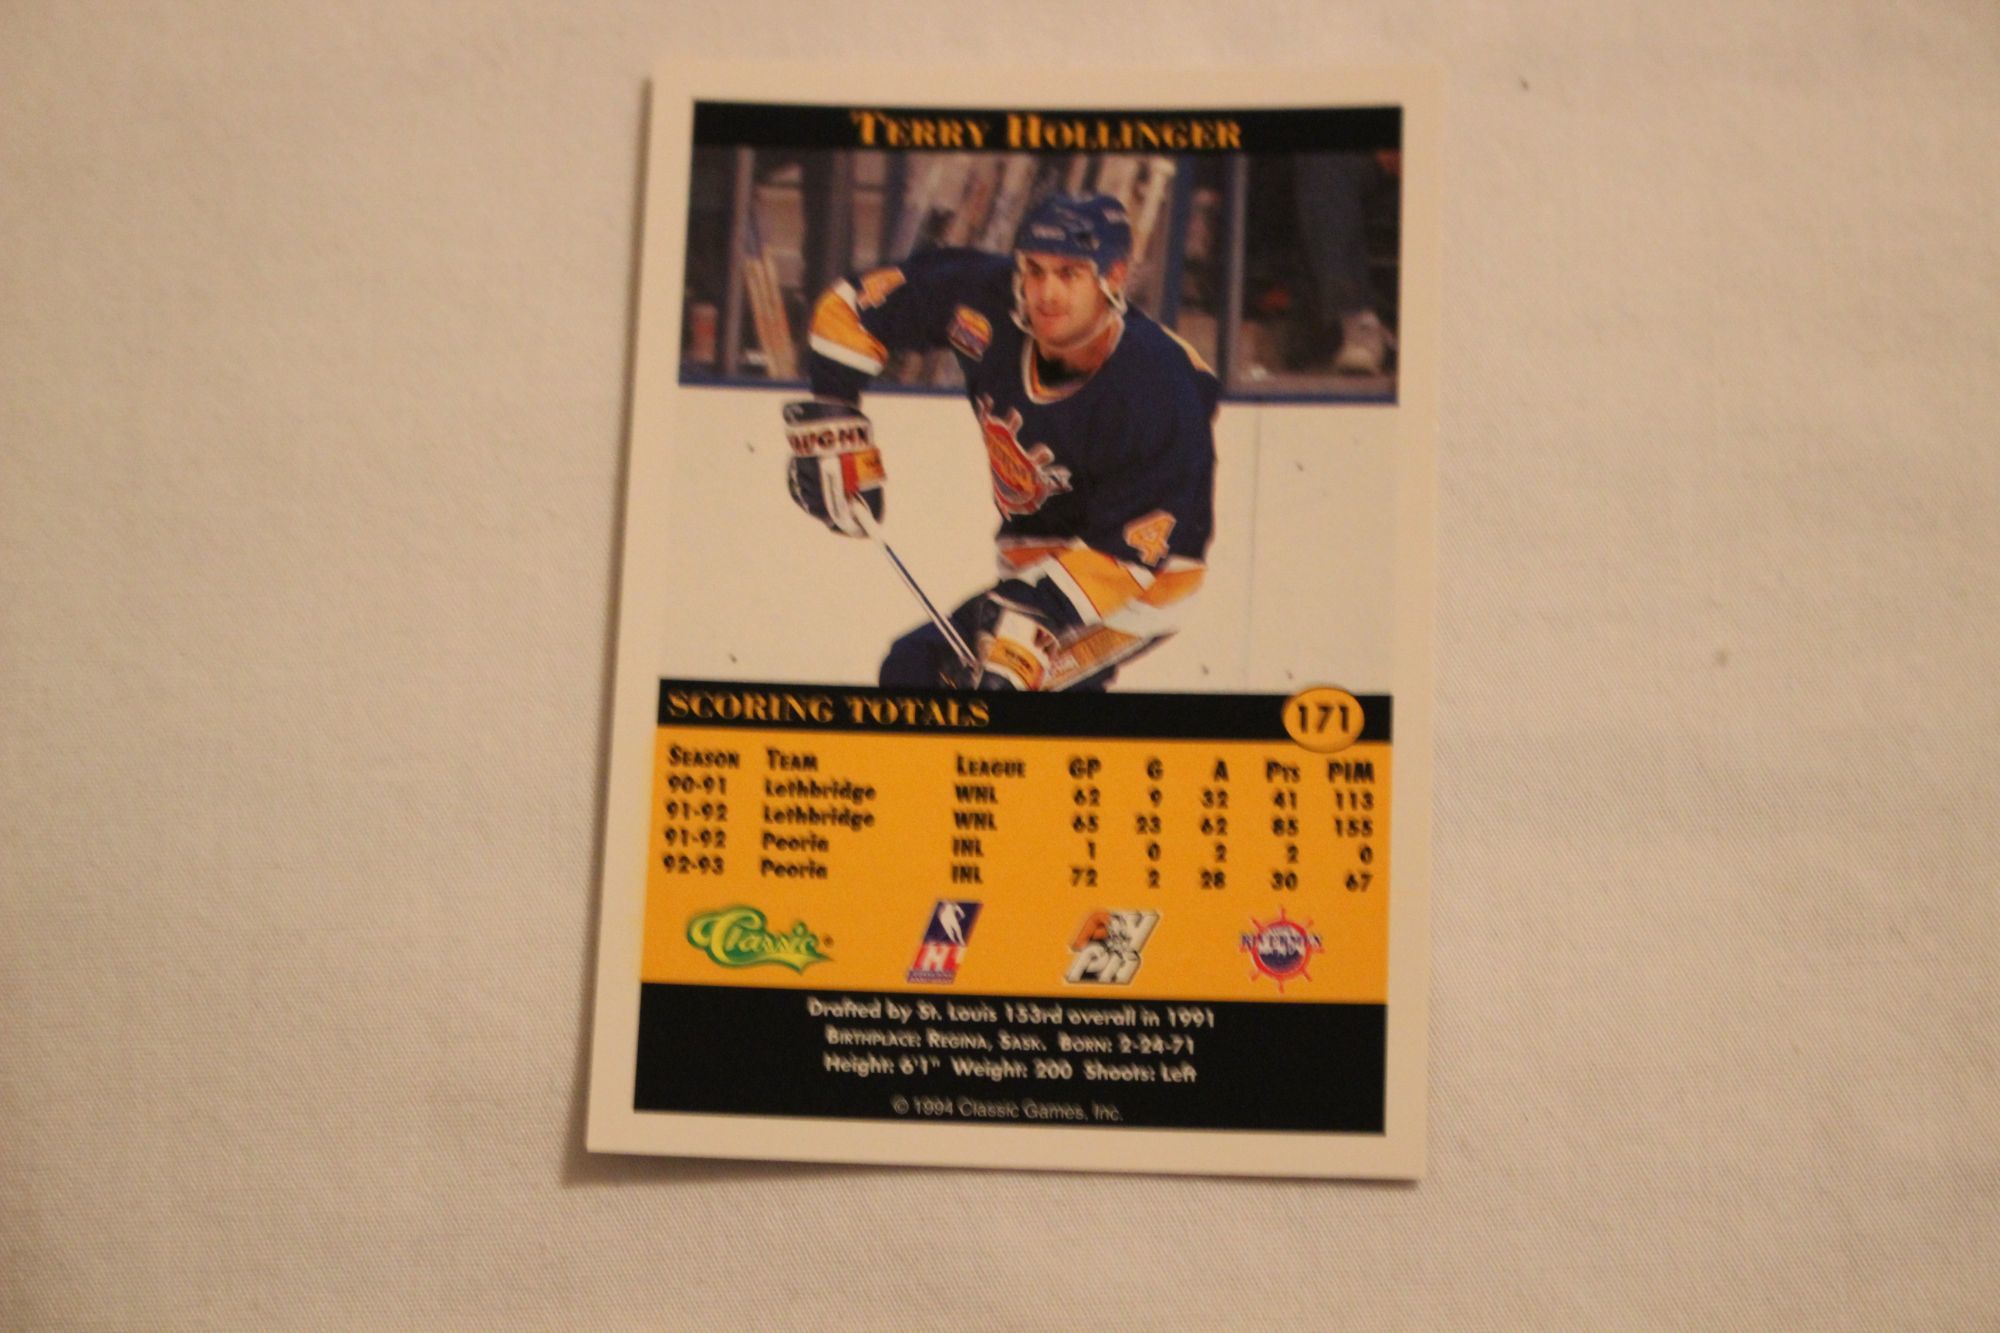 TERRY HOLLINGER
4
4
SCORING TOTALS 171
SEASON TEAM LEAGUE GP G A PTS PIM
90-91 Lethbridge WHL 62 9 32 41 113
91-92 Lethbridge WHL 65 23 62 85 155
91-92 Peoria IHL 1 0 2 2 0
92-93 Peoria IHL 72 2 28 30 67
Classic
RIVERMEN
Drafted by St. Louis 153rd overall in 1991
BIRTHPLACE: REGINA, SASK. BORN: 2-24-71
Height: 6'1" Weight: 200 Shoots: Left
© 1994 Classic Games, Inc.